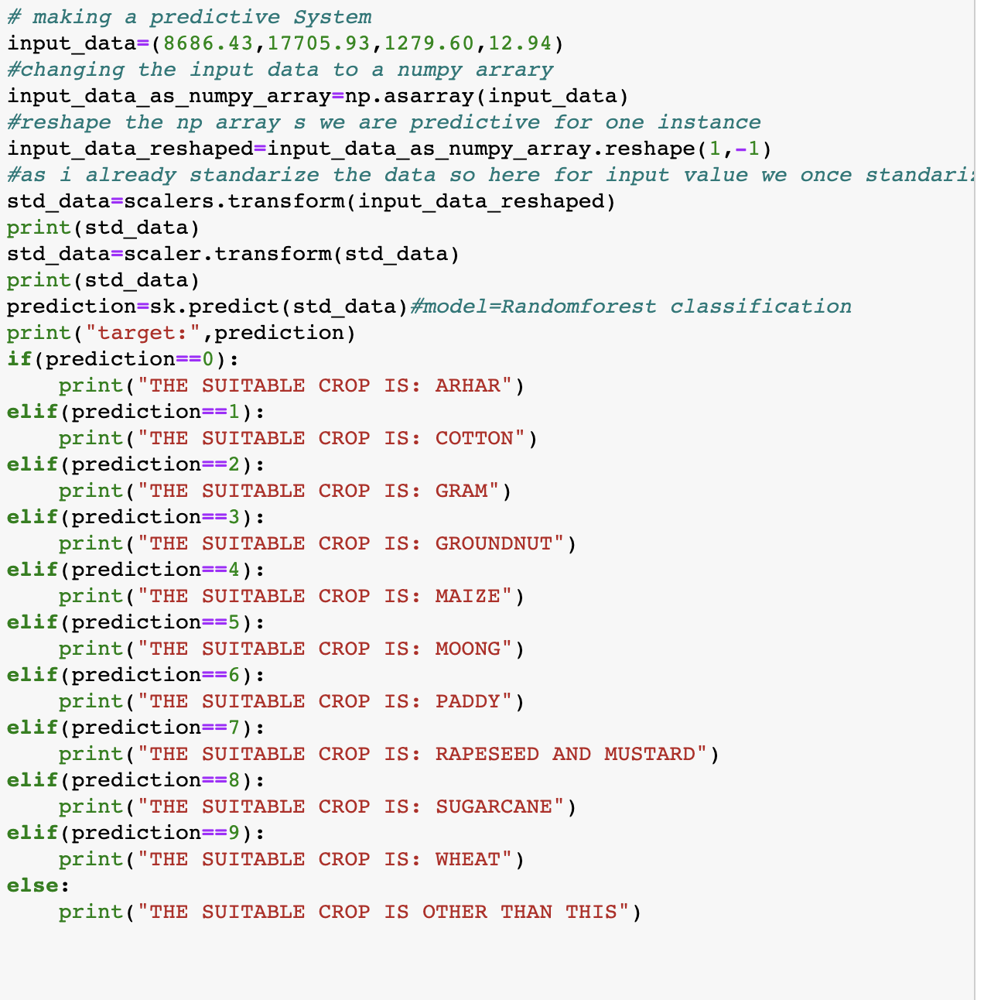 # making a predictive System
input_data=(8686.43,17705.93,1279.60,12.94)
#changing the input data to a numpy arrary
input_data_as_numpy_array=np.asarray(input_data)
#reshape the np array s we are predictive for one instance
input_data_reshaped=input_data_as_numpy_array.reshape(1,-1)
#as i already standarize the data so here for input value we once
std_data=scalers.transform(input_data_reshaped)
print(std_data)
std_data=scaler.transform(std_data)
print(std_data)
prediction=sk.predict(std_data)#model=Randomforest classification
print("target:",prediction)
if(prediction==0):
    print("THE SUITABLE CROP IS: ARHAR")
elif(prediction==1):
    print("THE SUITABLE CROP IS: COTTON")
elif(prediction==2):
    print("THE SUITABLE CROP IS: GRAM")
elif(prediction==3):
    print("THE SUITABLE CROP IS: GROUNDNUT")
elif(prediction==4):
    print("THE SUITABLE CROP IS: MAIZE")
elif(prediction==5):
    print("THE SUITABLE CROP IS: MOONG")
elif(prediction==6):
    print("THE SUITABLE CROP IS: PADDY")
elif(prediction==7):
    print("THE SUITABLE CROP IS: RAPESEED AND MUSTARD")
elif(prediction==8):
    print("THE SUITABLE CROP IS: SUGARCANE")
elif(prediction==9):
    print("THE SUITABLE CROP IS: WHEAT")
else:
    print("THE SUITABLE CROP IS OTHER THAN THIS")